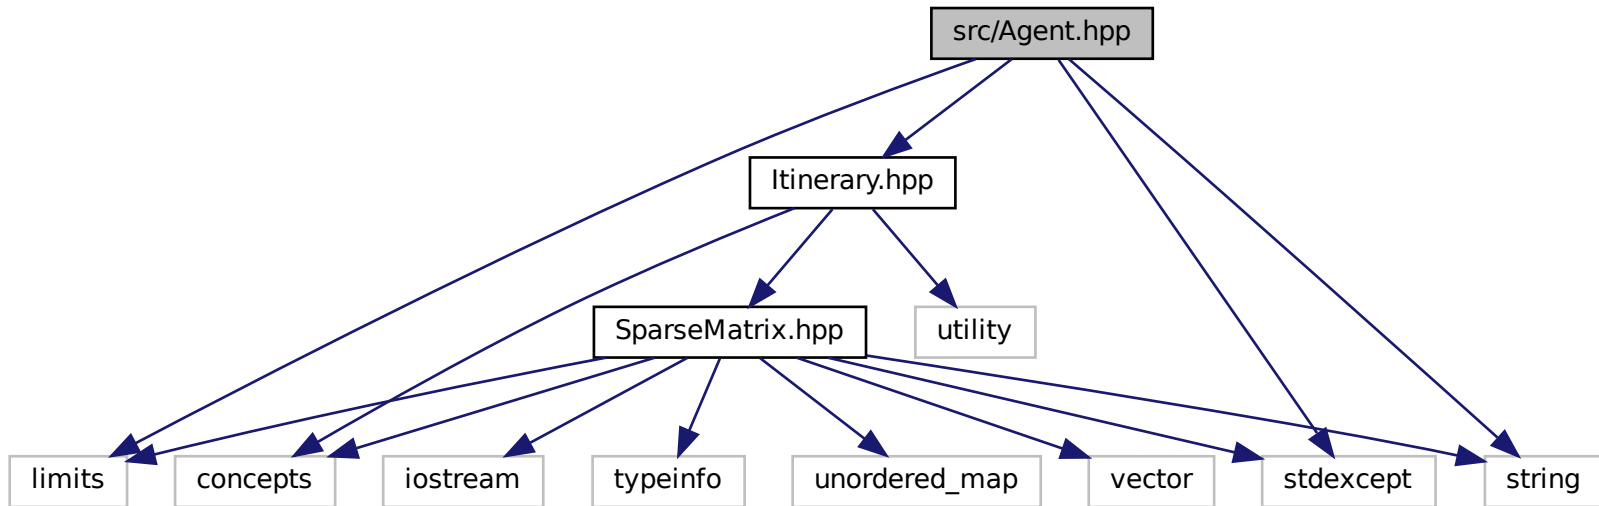 src/Agent.hpp
Itinerary.hpp
SparseMatrix.hpp
utility
limits
concepts
iostream
typeinfo
unordered_map
vector
stdexcept
string